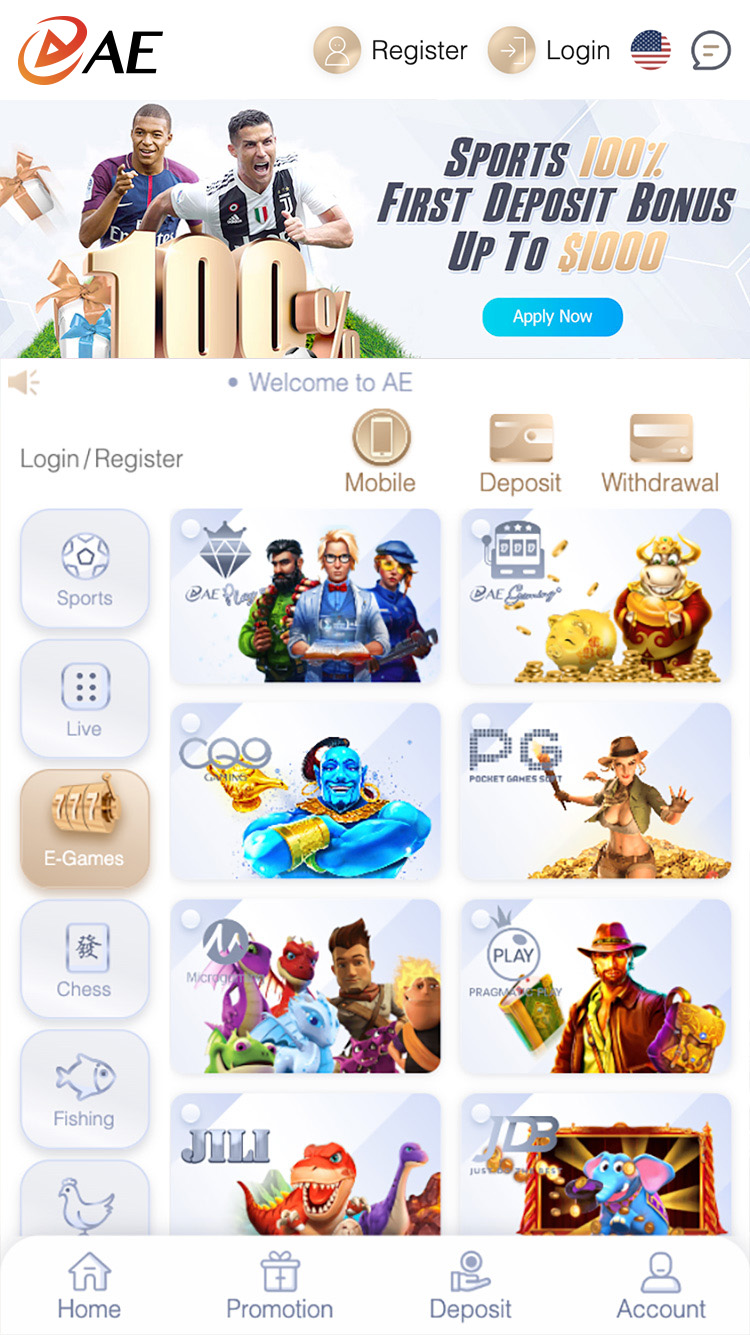 AE
Register
Login
SPORTS 100%
FIRST DEPOSIT BONUS
UP TO $1000
Apply Now
100%
• Welcome to AE
Login/Register
Mobile
Deposit
Withdrawal
Sports
Live
E-Games
Chess
發
Fishing
AE Play
AE Gaming
CQ9
GAMING
PG
POCKET GAMES SOFT
Microgaming
PLAY
PRAGMATIC PLAY
JILI
JDB
777
Home
Promotion
Deposit
Account